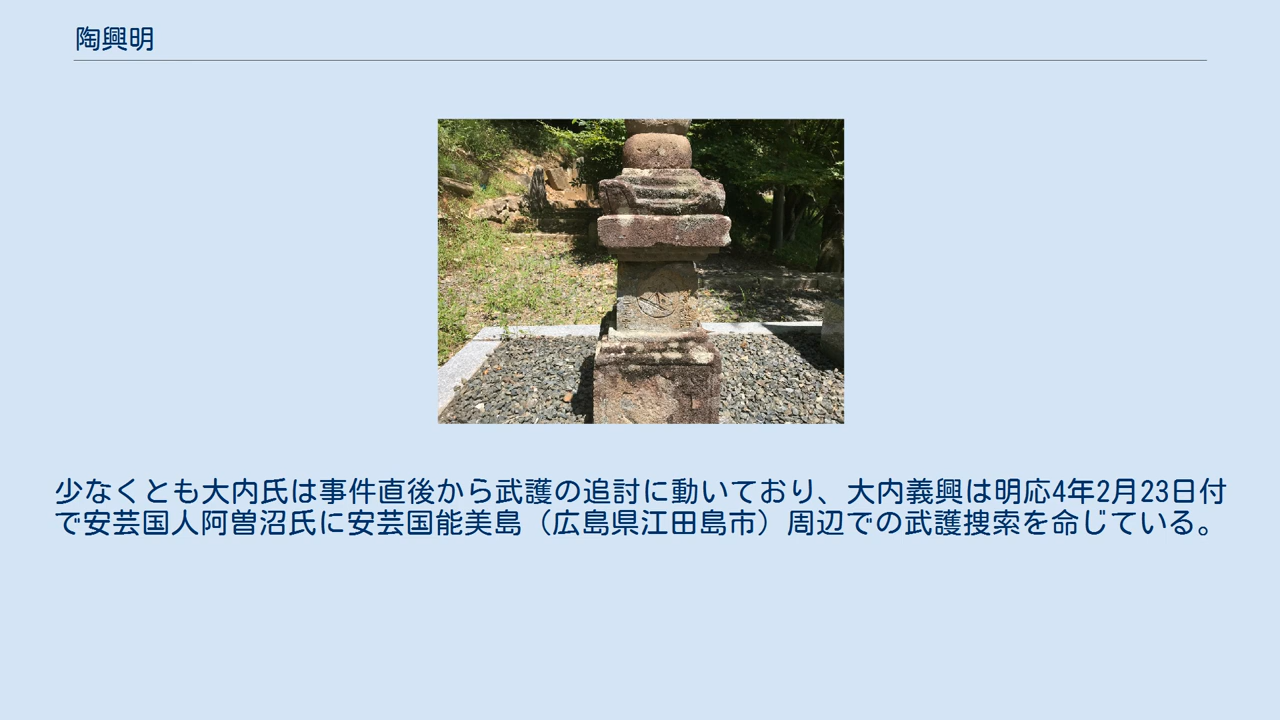 陶興明
少なくとも大内氏は事件直後から武護の追討に動いており、大内義興は明応4年2月23日付
で安芸国人阿曽沼氏に安芸国能美島（広島県江田島市）周辺での武護捜索を命じている。